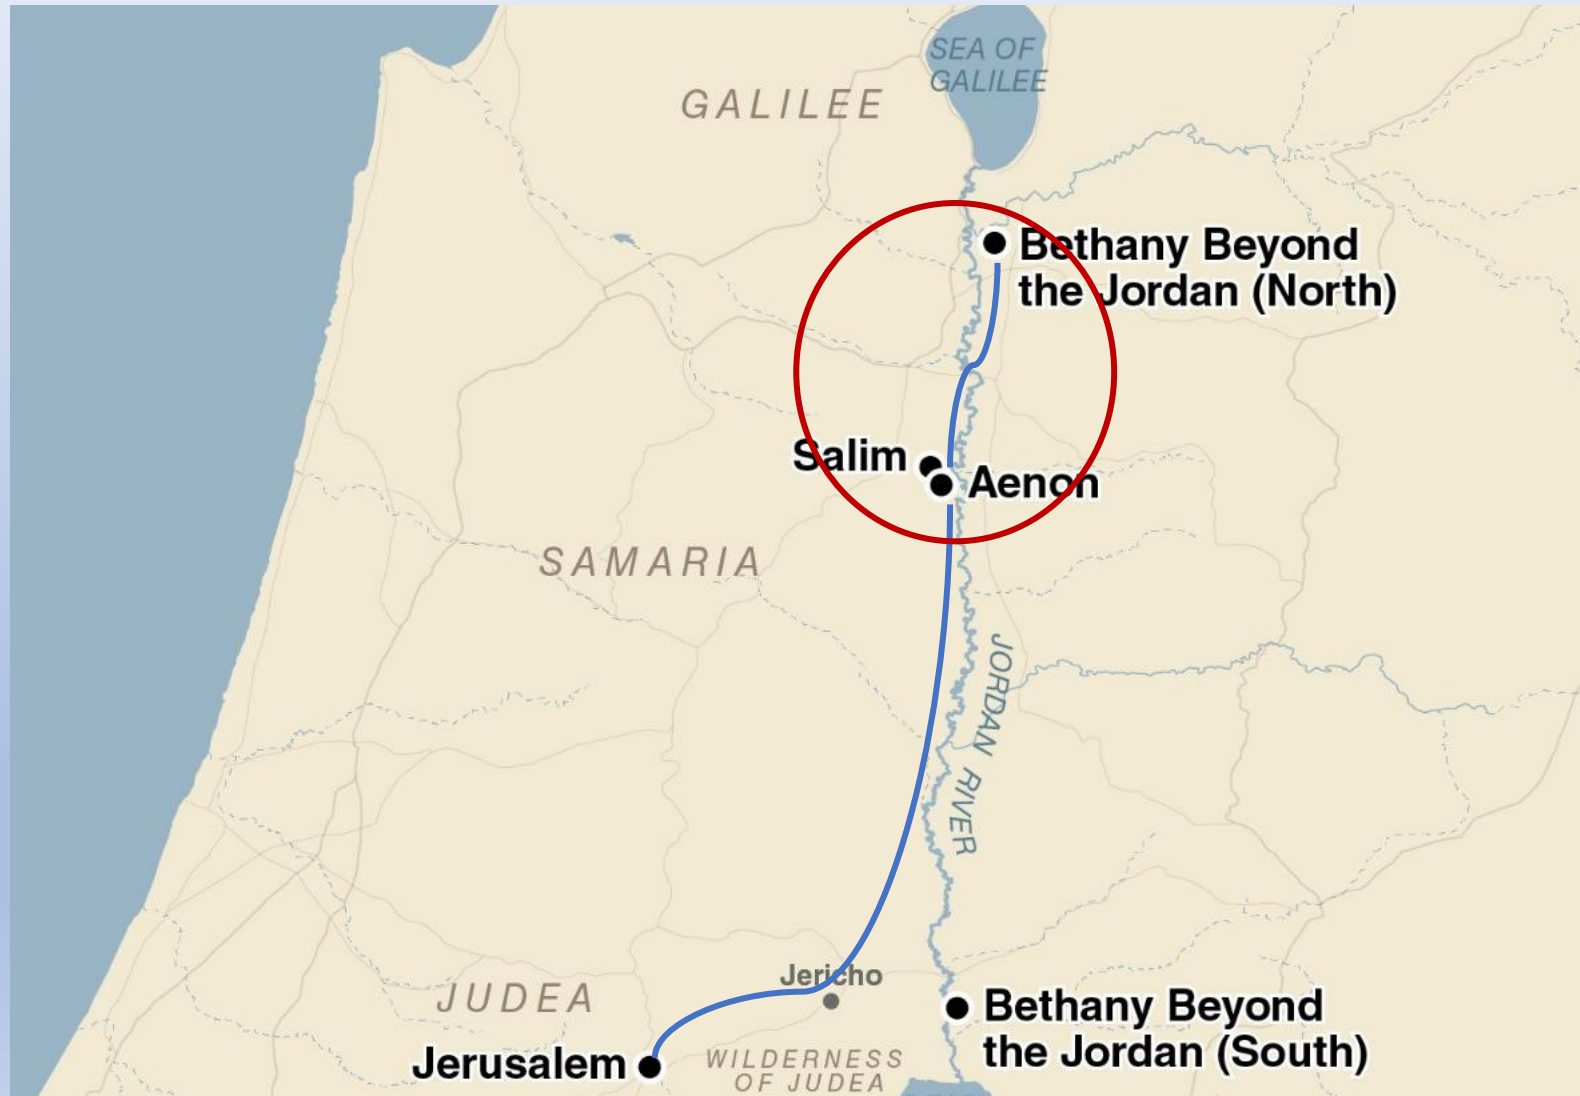 SEA OF
GALILEE
GALILEE
Bethany Beyond
the Jordan (North)
Salim
Aenon
SAMARIA
JORDAN RIVER
Jericho
JUDEA
Bethany Beyond
the Jordan (South)
Jerusalem
WILDERNESS
OF JUDEA